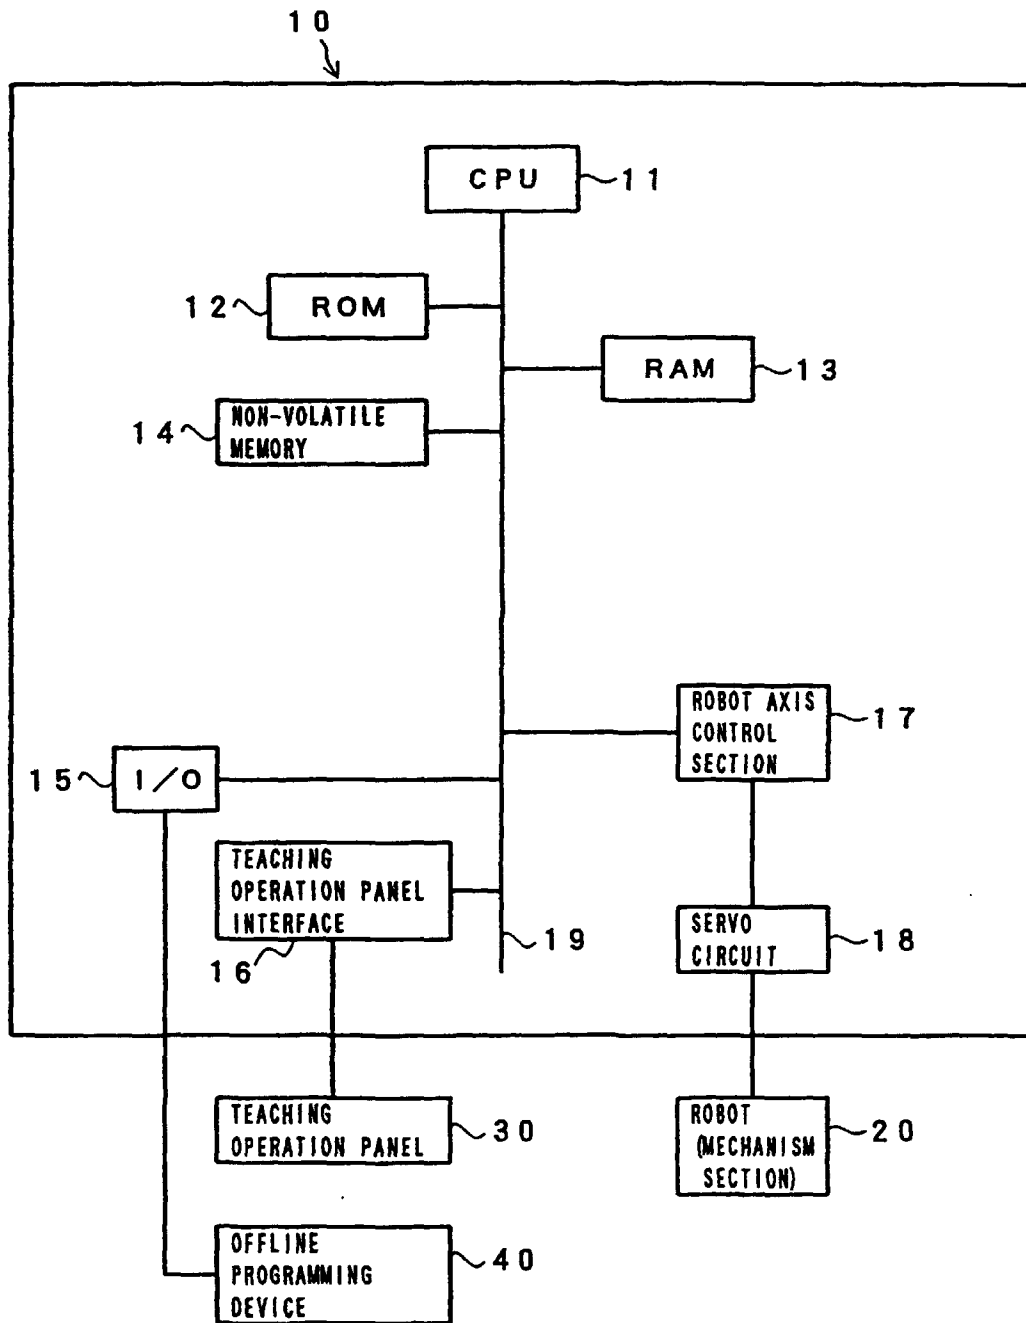 10
CPU
11
12
ROM
RAM
13
14
NON-VOLATILE
MEMORY
ROBOT AXIS
CONTROL
SECTION
17
15
I/O
TEACHING
OPERATION PANEL
INTERFACE
16
19
SERVO
CIRCUIT
18
TEACHING
OPERATION PANEL
30
ROBOT
(MECHANISM
SECTION)
20
OFFLINE
PROGRAMMING
DEVICE
40